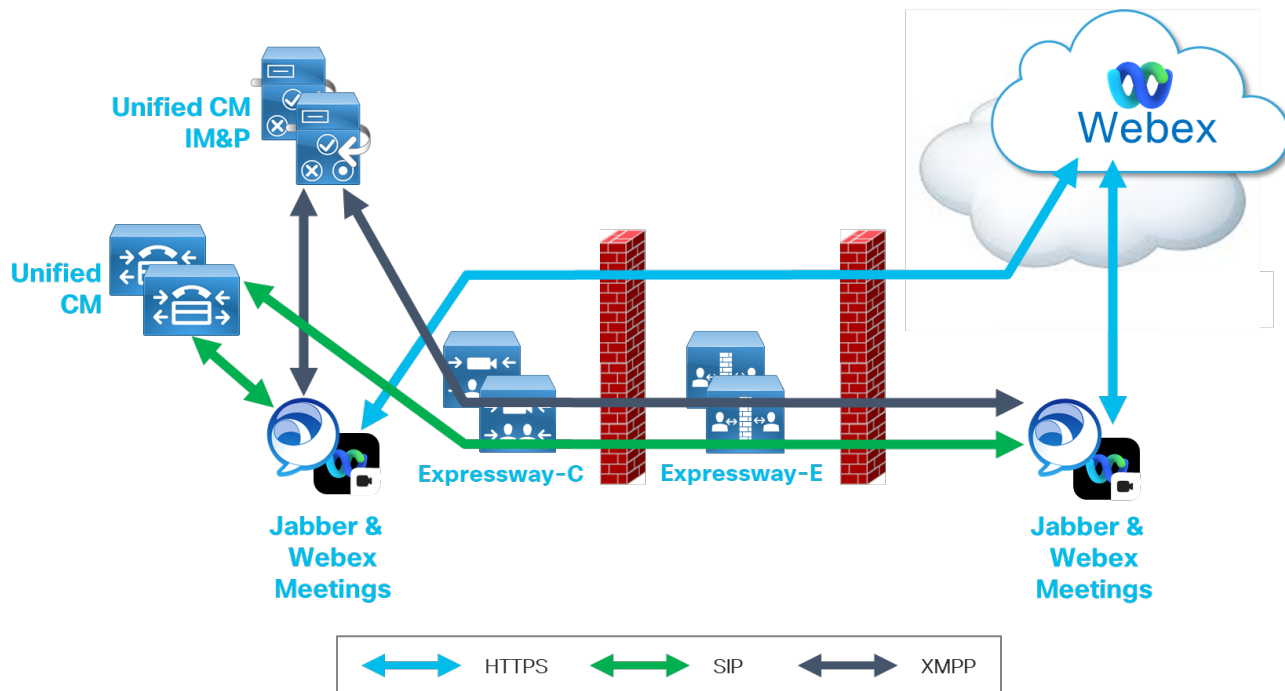 Unified CM
IM&P
Webex
Unified
CM
Expressway-C
Expressway-E
Jabber &
Webex
Meetings
Jabber &
Webex
Meetings
HTTPS
SIP
XMPP